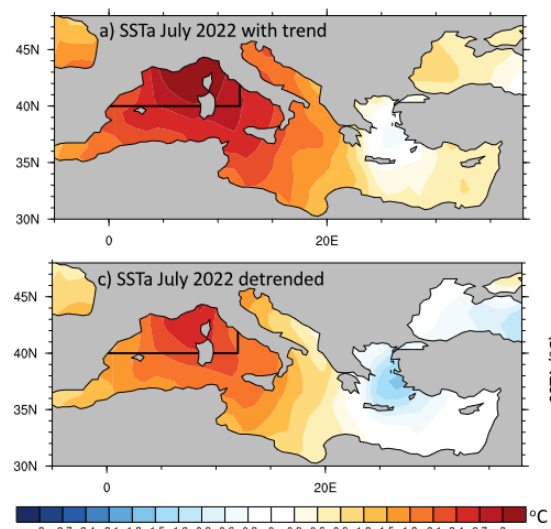 a) SSTa July 2022 with trend
45N
40N
35N
30N
0
20E
c) SSTa July 2022 detrended
45N
40N
35N
30N
0
20E
°C